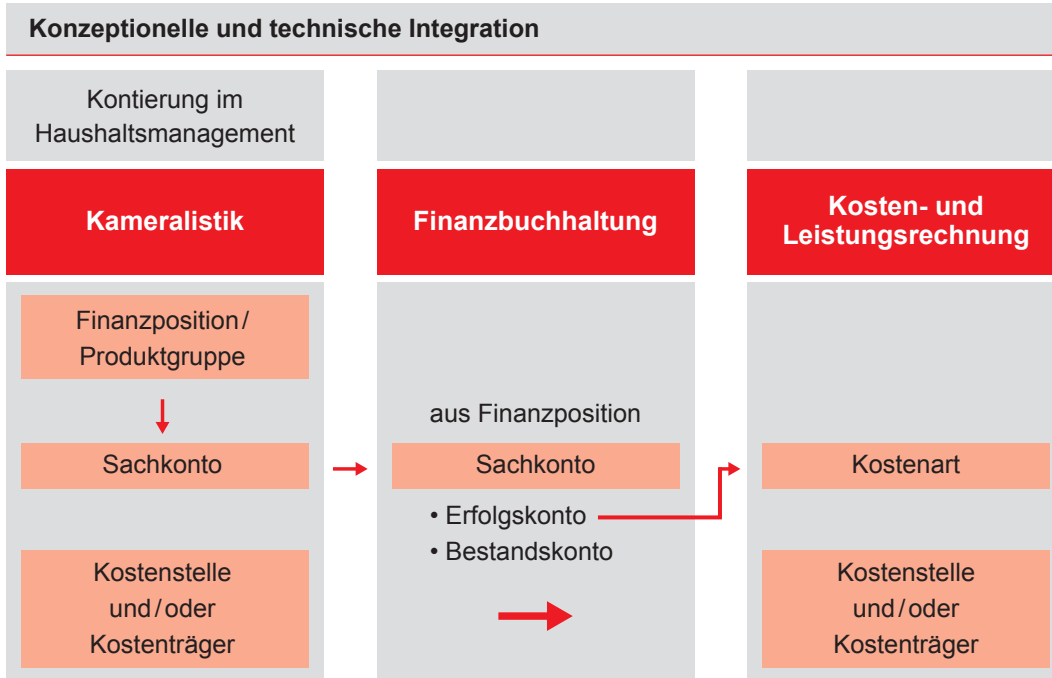 Konzeptionelle und technische Integration
Kontierung im
Haushaltsmanagement
Kameralistik
Finanzbuchhaltung
Kosten- und
Leistungsrechnung
Finanzposition/
Produktgruppe
Sachkonto
Kostenstelle
und/oder
Kostenträger
aus Finanzposition
Sachkonto
• Erfolgskonto
• Bestandskonto
Kostenart
Kostenstelle
und/oder
Kostenträger